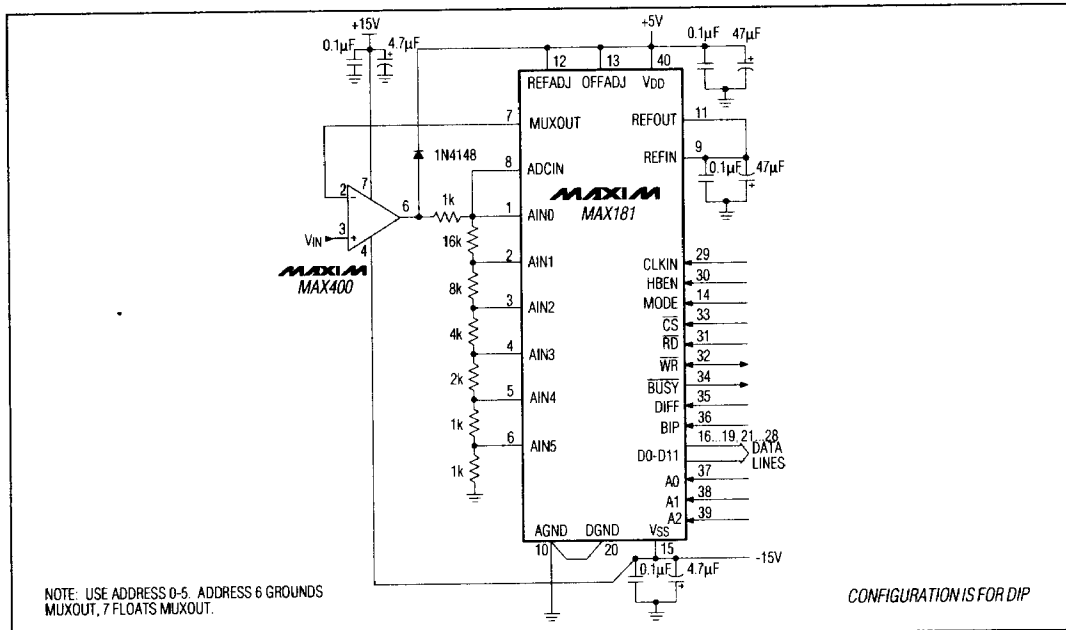 +15V
0.1µF
4.7µF
+
+5V
0.1µF
47µF
+
12
13
40
REFADJ
OFFADJ
VDD
7
MUXOUT
REFOUT
11
1N4148
8
ADCIN
REFIN
9
0.1µF
47µF
+
MAXIM
MAX181
2
-
7
6
1k
1
AIN0
VIN
3
+
4
MAXIM
MAX400
16k
2
AIN1
8k
3
AIN2
4k
4
AIN3
2k
5
AIN4
1k
6
AIN5
1k
CLKIN
29
HBEN
30
MODE
14
CS
33
RD
31
WR
32
BUSY
34
DIFF
35
BIP
36
16...19, 21...28
D0-D11
DATA
LINES
A0
37
A1
38
A2
39
AGND
DGND
VSS
10
20
15
-15V
0.1µF
4.7µF
+
NOTE: USE ADDRESS 0-5. ADDRESS 6 GROUNDS
MUXOUT, 7 FLOATS MUXOUT.
CONFIGURATION IS FOR DIP